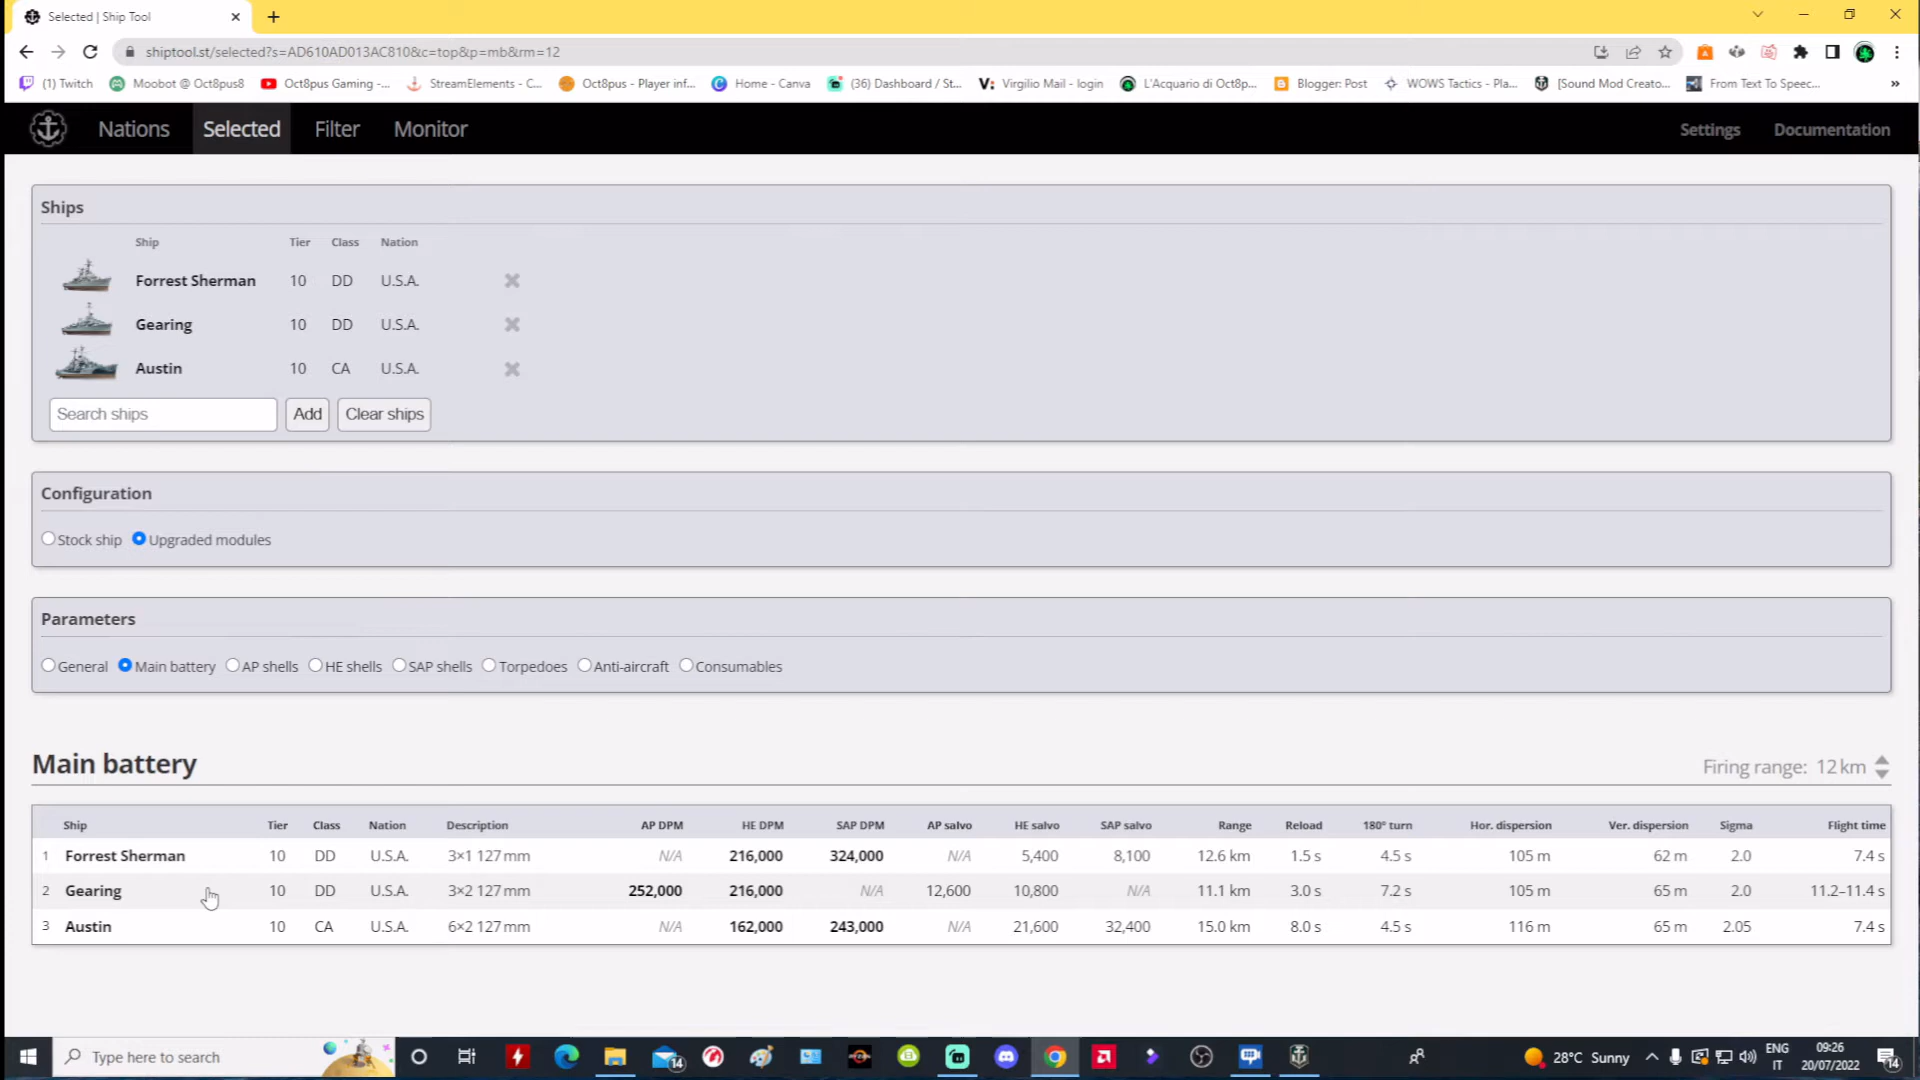 Selected | Ship Tool
shiptool.st/selected?s=AD610AD013AC810&c=top&p=mb&rm=12
(1) Twitch Moobot @ Oct8pus8 Oct8pus Gaming -... StreamElements - C... Oct8pus - Player inf... Home - Canva (36) Dashboard / St... Virgilio Mail - login L'Acquario di Oct8p... Blogger: Post WOWS Tactics - Pla... [Sound Mod Creato... From Text To Speec... »
Nations Selected Filter Monitor Settings Documentation
Ships
Ship Tier Class Nation
Forrest Sherman 10 DD U.S.A.
Gearing 10 DD U.S.A.
Austin 10 CA U.S.A.
Search ships Add Clear ships
Configuration
Stock ship Upgraded modules
Parameters
General Main battery AP shells HE shells SAP shells Torpedoes Anti-aircraft Consumables
Main battery Firing range: 12 km
Ship Tier Class Nation Description AP DPM HE DPM SAP DPM AP salvo HE salvo SAP salvo Range Reload 180° turn Hor. dispersion Ver. dispersion Sigma Flight time
1 Forrest Sherman 10 DD U.S.A. 3×1 127 mm N/A 216,000 324,000 N/A 5,400 8,100 12.6 km 1.5 s 4.5 s 105 m 62 m 2.0 7.4 s
2 Gearing 10 DD U.S.A. 3×2 127 mm 252,000 216,000 N/A 12,600 10,800 N/A 11.1 km 3.0 s 7.2 s 105 m 65 m 2.0 11.2–11.4 s
3 Austin 10 CA U.S.A. 6×2 127 mm N/A 162,000 243,000 N/A 21,600 32,400 15.0 km 8.0 s 4.5 s 116 m 65 m 2.05 7.4 s
Type here to search 14 28°C Sunny ENG 09:26
IT 20/07/2022 14